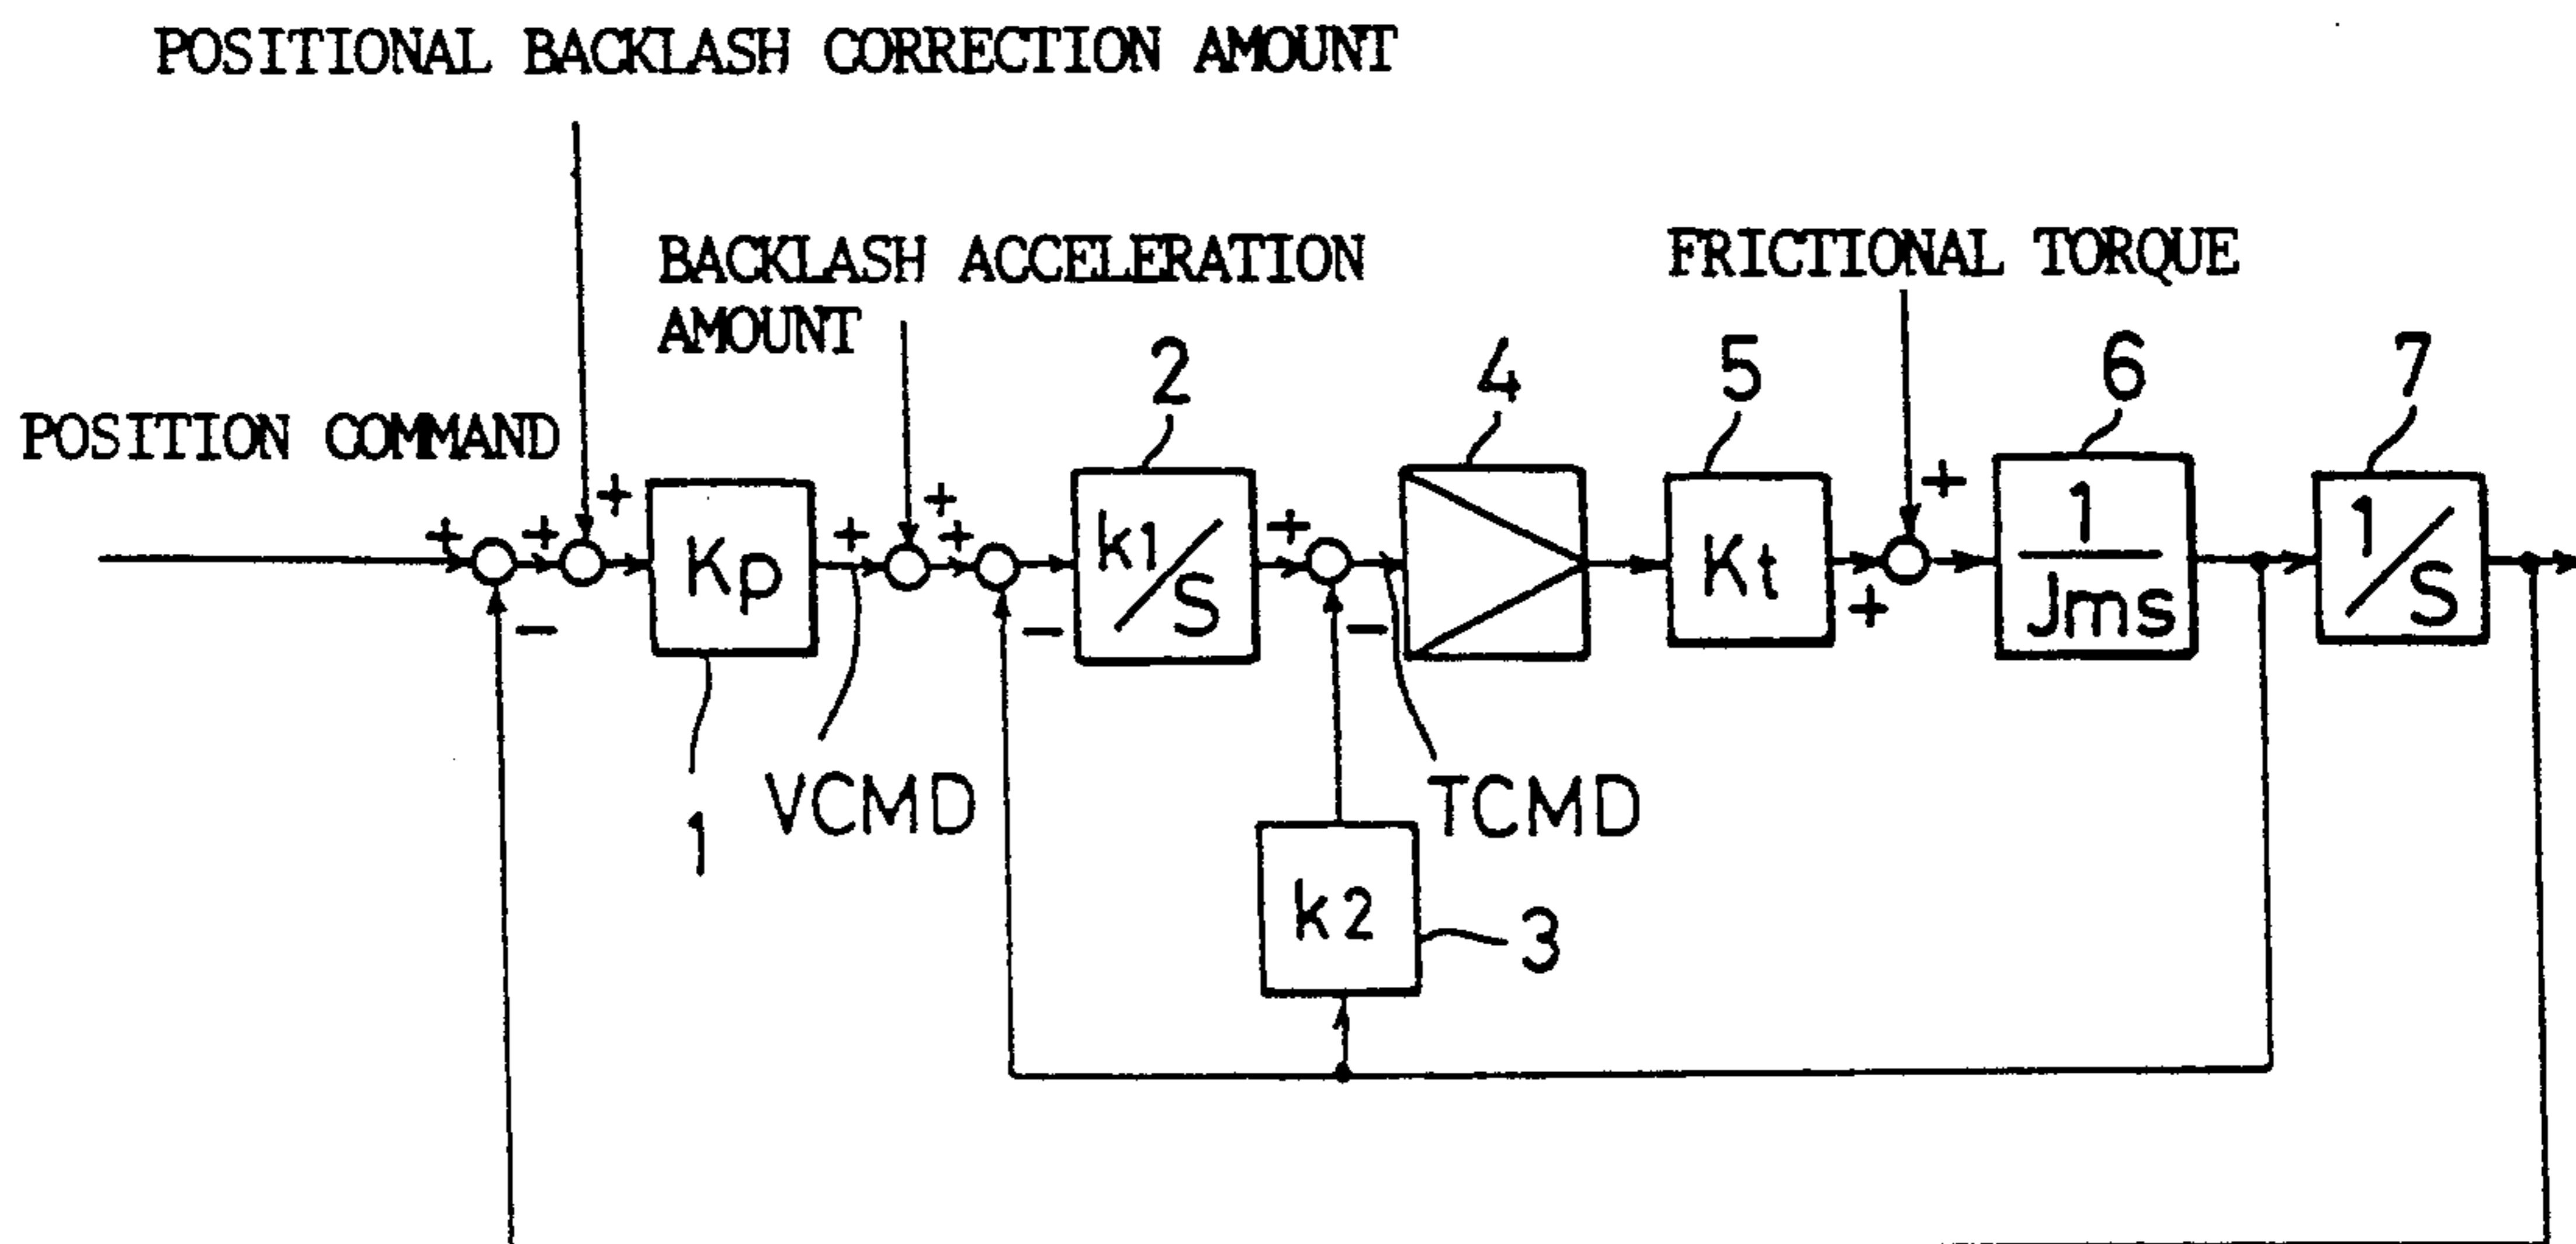 POSITIONAL BACKLASH CORRECTION AMOUNT
BACKLASH ACCELERATION
AMOUNT
FRICTIONAL TORQUE
POSITION COMMAND
2
4
5
6
7
+
+
+
Kp
+
+
+
k1/S
+
Kt
+
+
1
Jms
1/S
-
-
-
1
VCMD
TCMD
k2
3